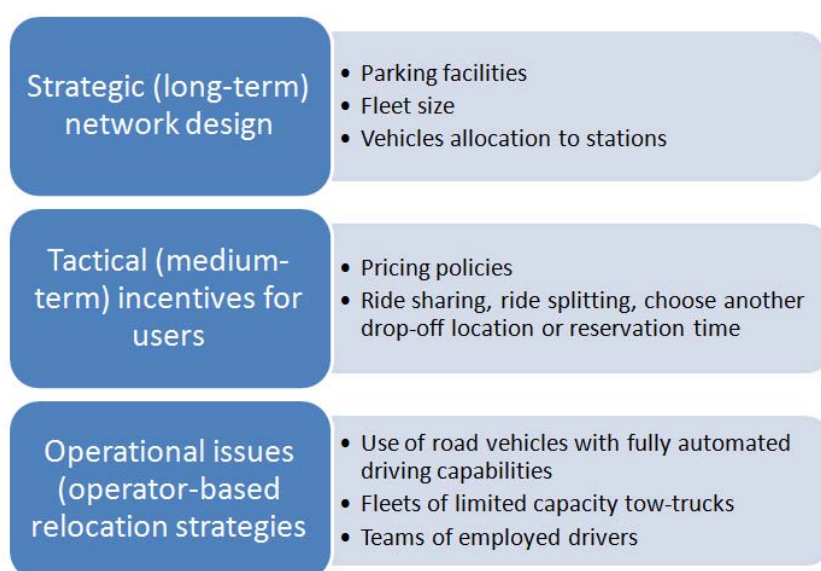 Strategic (long-term)
network design
• Parking facilities
• Fleet size
• Vehicles allocation to stations
Tactical (medium-
term) incentives for
users
• Pricing policies
• Ride sharing, ride splitting, choose another
drop-off location or reservation time
Operational issues
(operator-based
relocation strategies
• Use of road vehicles with fully automated
driving capabilities
• Fleets of limited capacity tow-trucks
• Teams of employed drivers